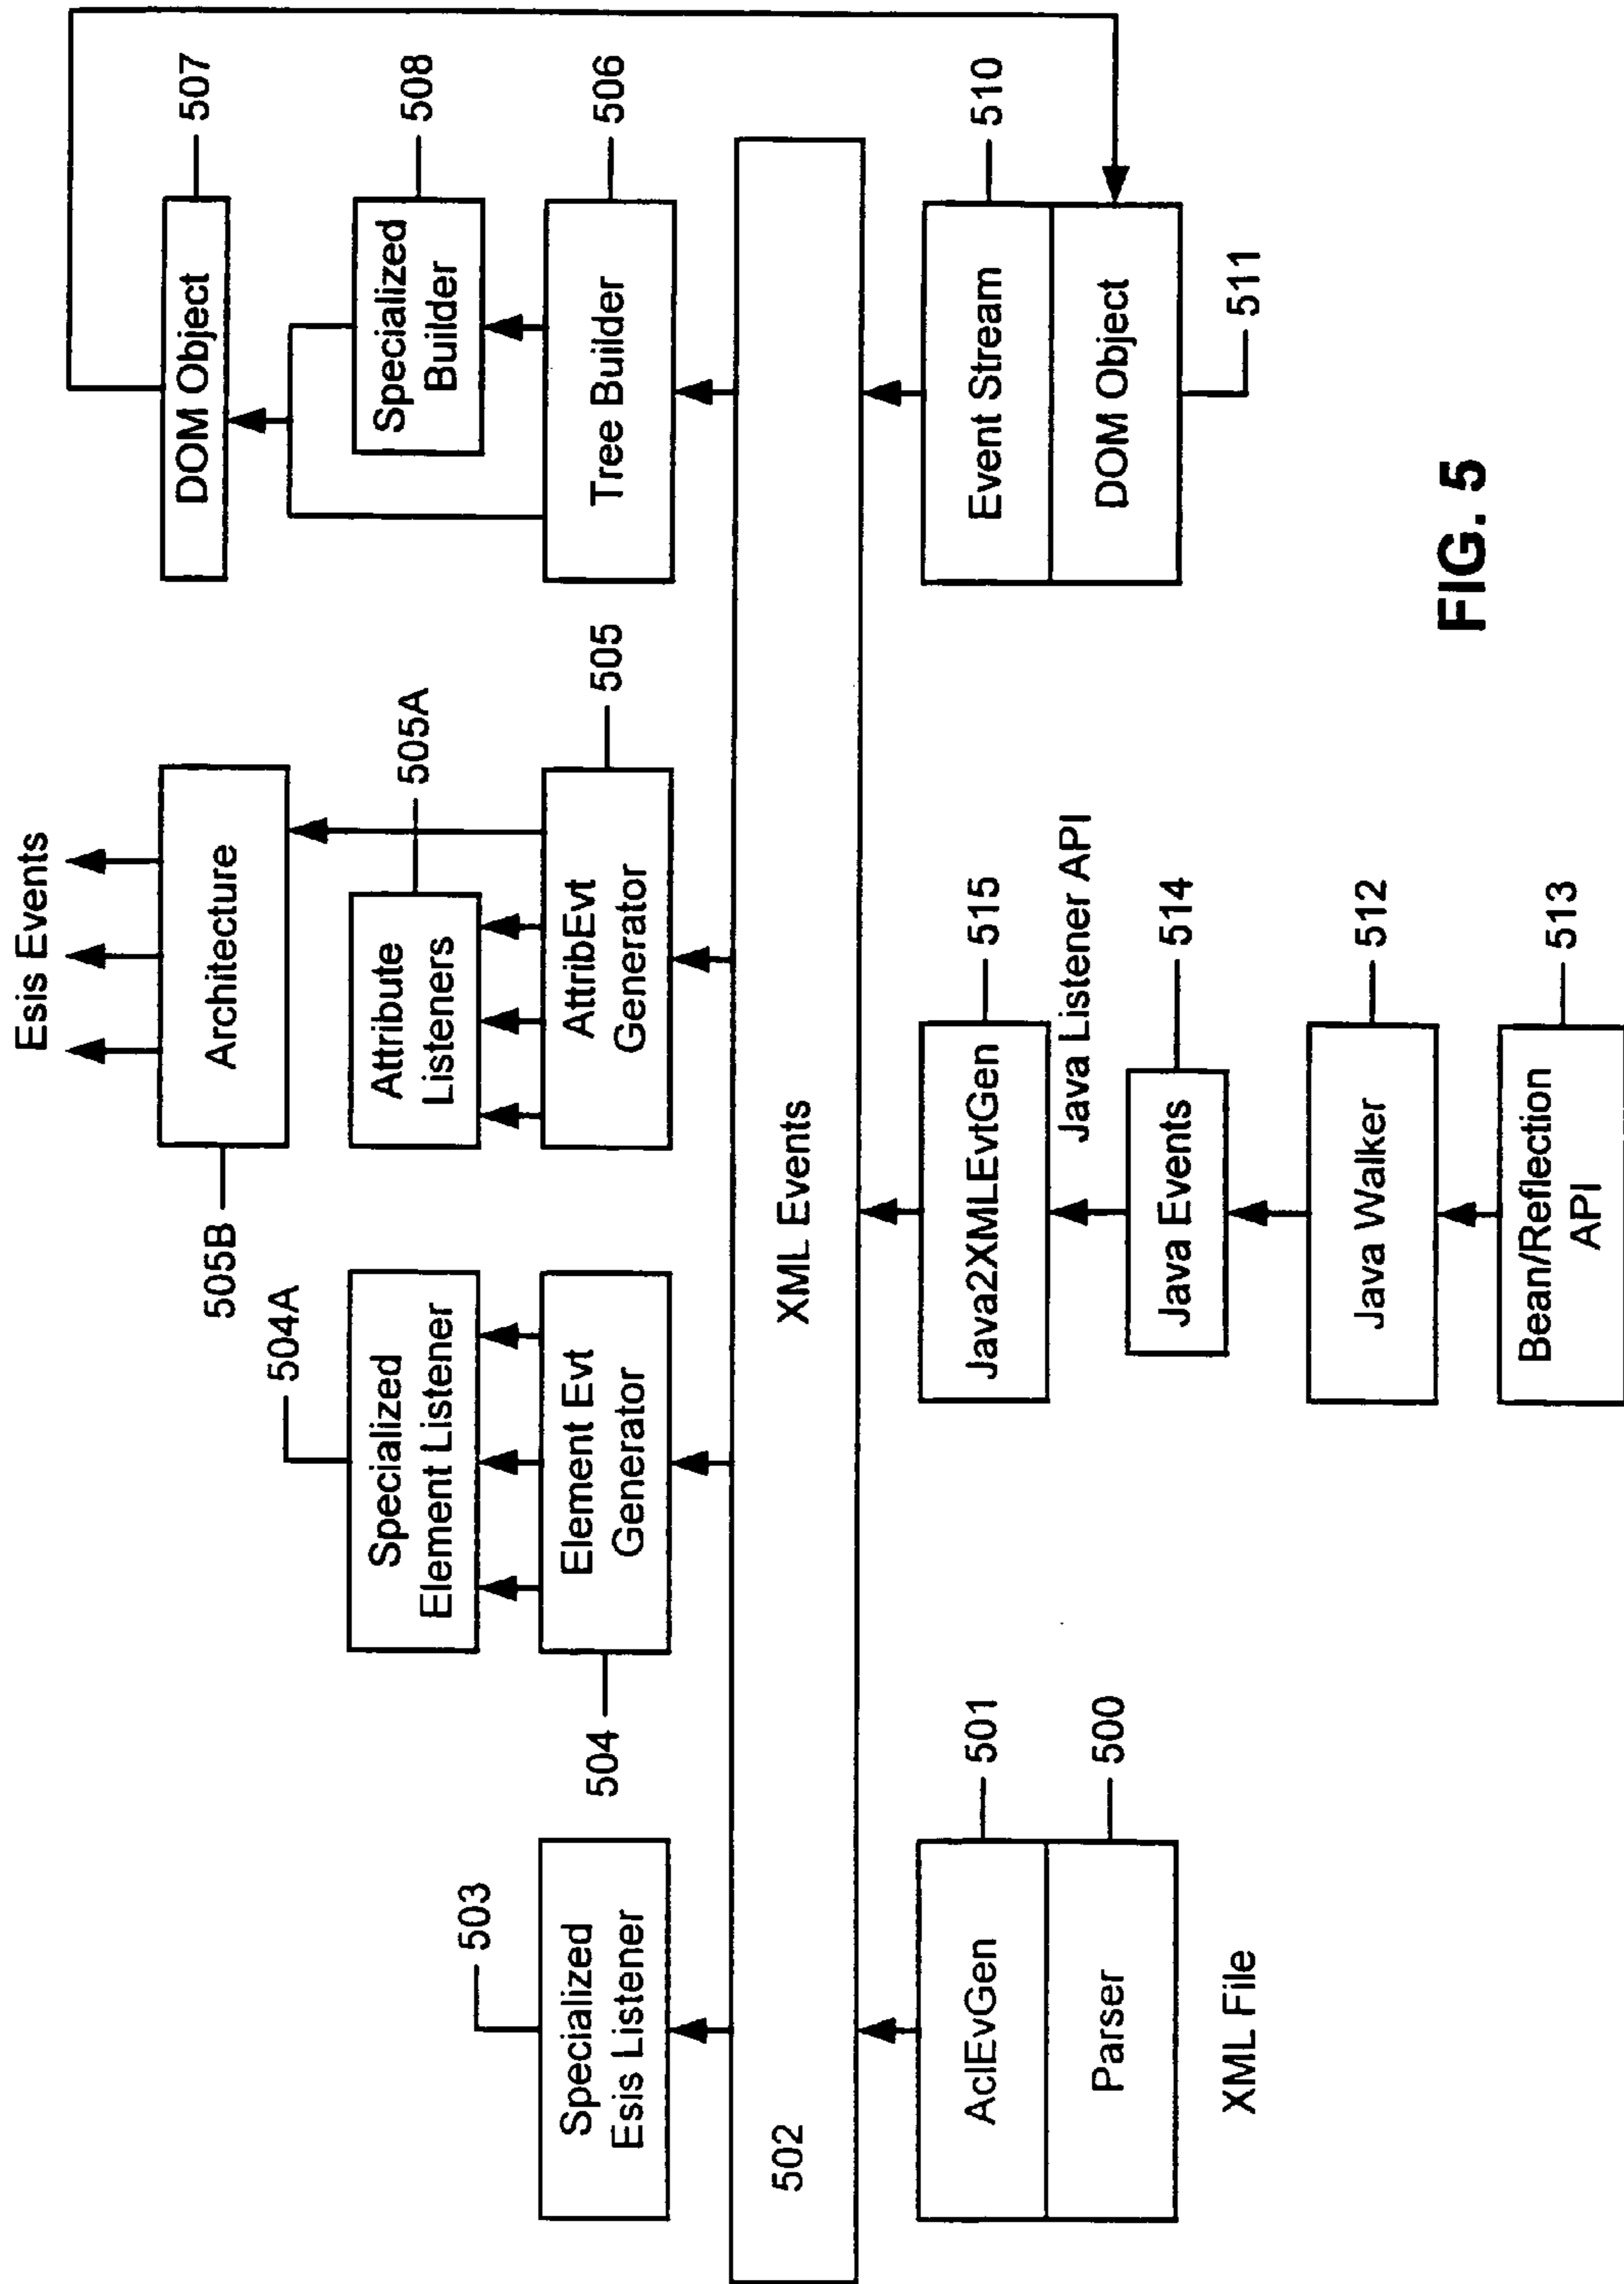 Esis Events
507
DOM Object
508
Specialized
Builder
506
Tree Builder
505B
Architecture
505A
Attribute
Listeners
505
AttribEvt
Generator
504A
Specialized
Element Listener
504
Element Evt
Generator
503
Specialized
Esis Listener
502
XML Events
AclEvGen
501
Parser
500
XML File
Java2XMLEvtGen
515
Java Listener API
Java Events
514
Java Walker
512
Bean/Reflection
API
513
Event Stream
510
DOM Object
511
FIG. 5